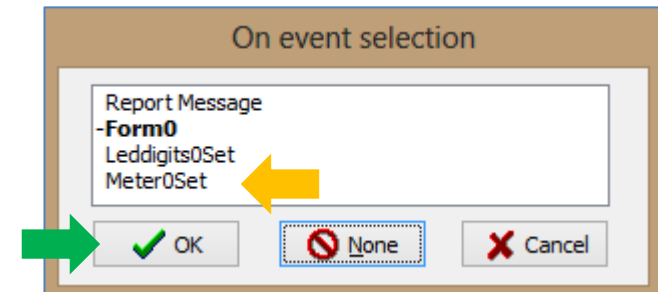 On event selection
Report Message
-Form0
Leddigits0Set
Meter0Set
OK
None
Cancel